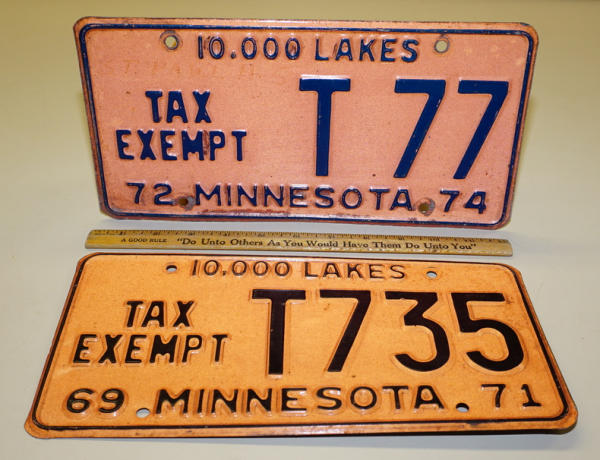 10.000 LAKES
TAX
EXEMPT
T 77
72 MINNESOTA 74
A GOOD RULE "Do Unto Others As You Would Have Them Do Unto You"
10,000 LAKES
TAX
EXEMPT
T735
69 MINNESOTA 71